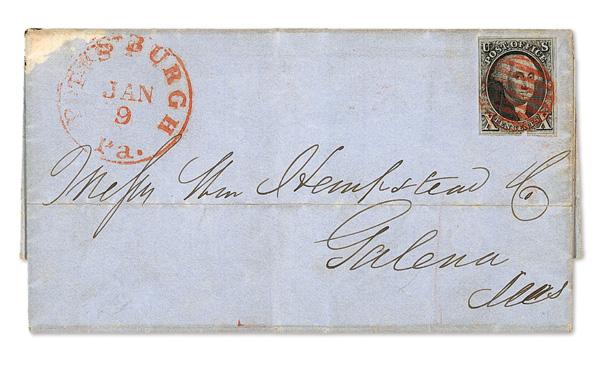 PITTSBURGH
JAN
9
Pa.
U S
POST OFFICE
X X
Messrs Wm Hempstead & Co
Galena
Ills